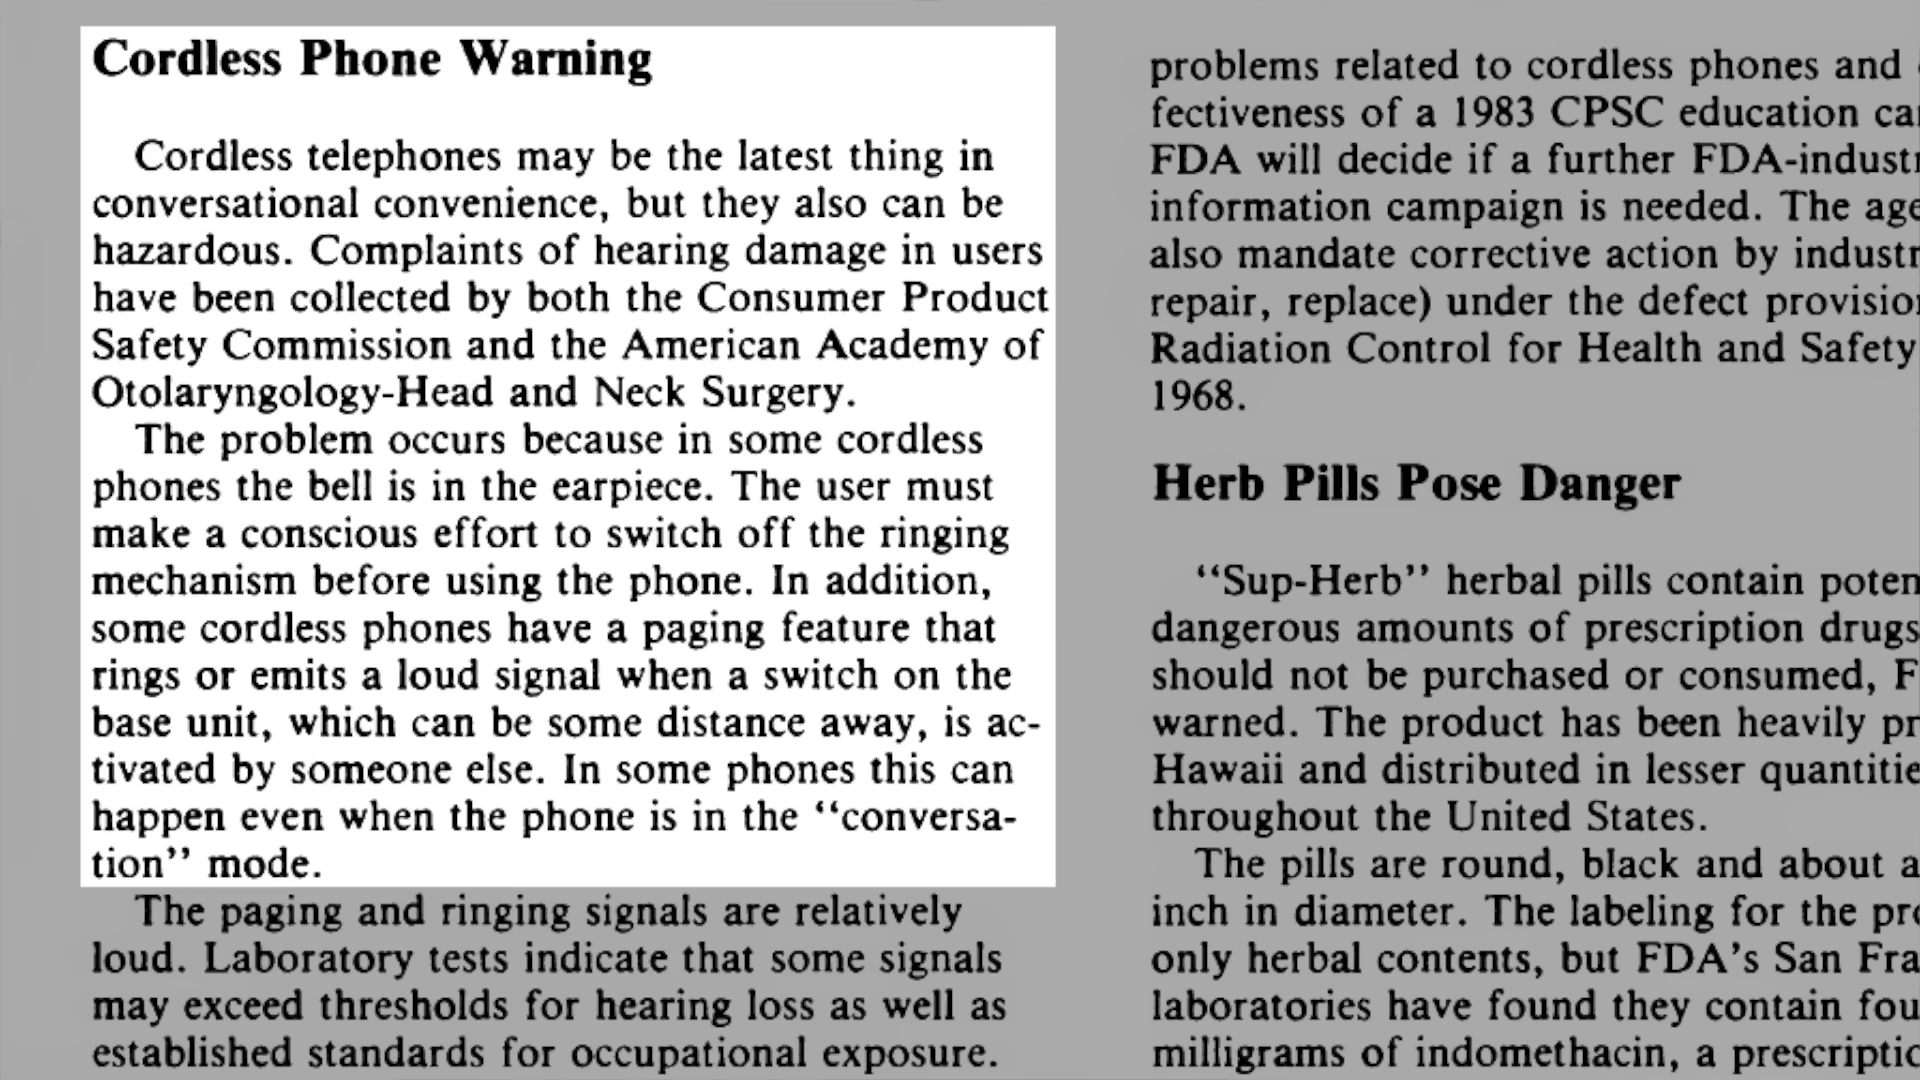 Cordless Phone Warning
Cordless telephones may be the latest thing in
conversational convenience, but they also can be
hazardous. Complaints of hearing damage in users
have been collected by both the Consumer Product
Safety Commission and the American Academy of
Otolaryngology-Head and Neck Surgery.
The problem occurs because in some cordless
phones the bell is in the earpiece. The user must
make a conscious effort to switch off the ringing
mechanism before using the phone. In addition,
some cordless phones have a paging feature that
rings or emits a loud signal when a switch on the
base unit, which can be some distance away, is ac-
tivated by someone else. In some phones this can
happen even when the phone is in the ‘‘conversa-
tion’’ mode.
The paging and ringing signals are relatively
loud. Laboratory tests indicate that some signals
may exceed thresholds for hearing loss as well as
established standards for occupational exposure.
problems related to cordless phones and
fectiveness of a 1983 CPSC education
FDA will decide if a further
information campaign is needed. The
also mandate corrective action by
repair, replace) under the defect
Radiation Control for Health and Safety
1968.
Herb Pills Pose Danger
‘‘Sup-Herb’’ herbal pills contain
dangerous amounts of prescription drugs
should not be purchased or consumed,
warned. The product has been heavily
Hawaii and distributed in lesser
throughout the United States.
The pills are round, black and about a
inch in diameter. The labeling for the
only herbal contents, but FDA’s San
laboratories have found they contain
milligrams of indomethacin, a